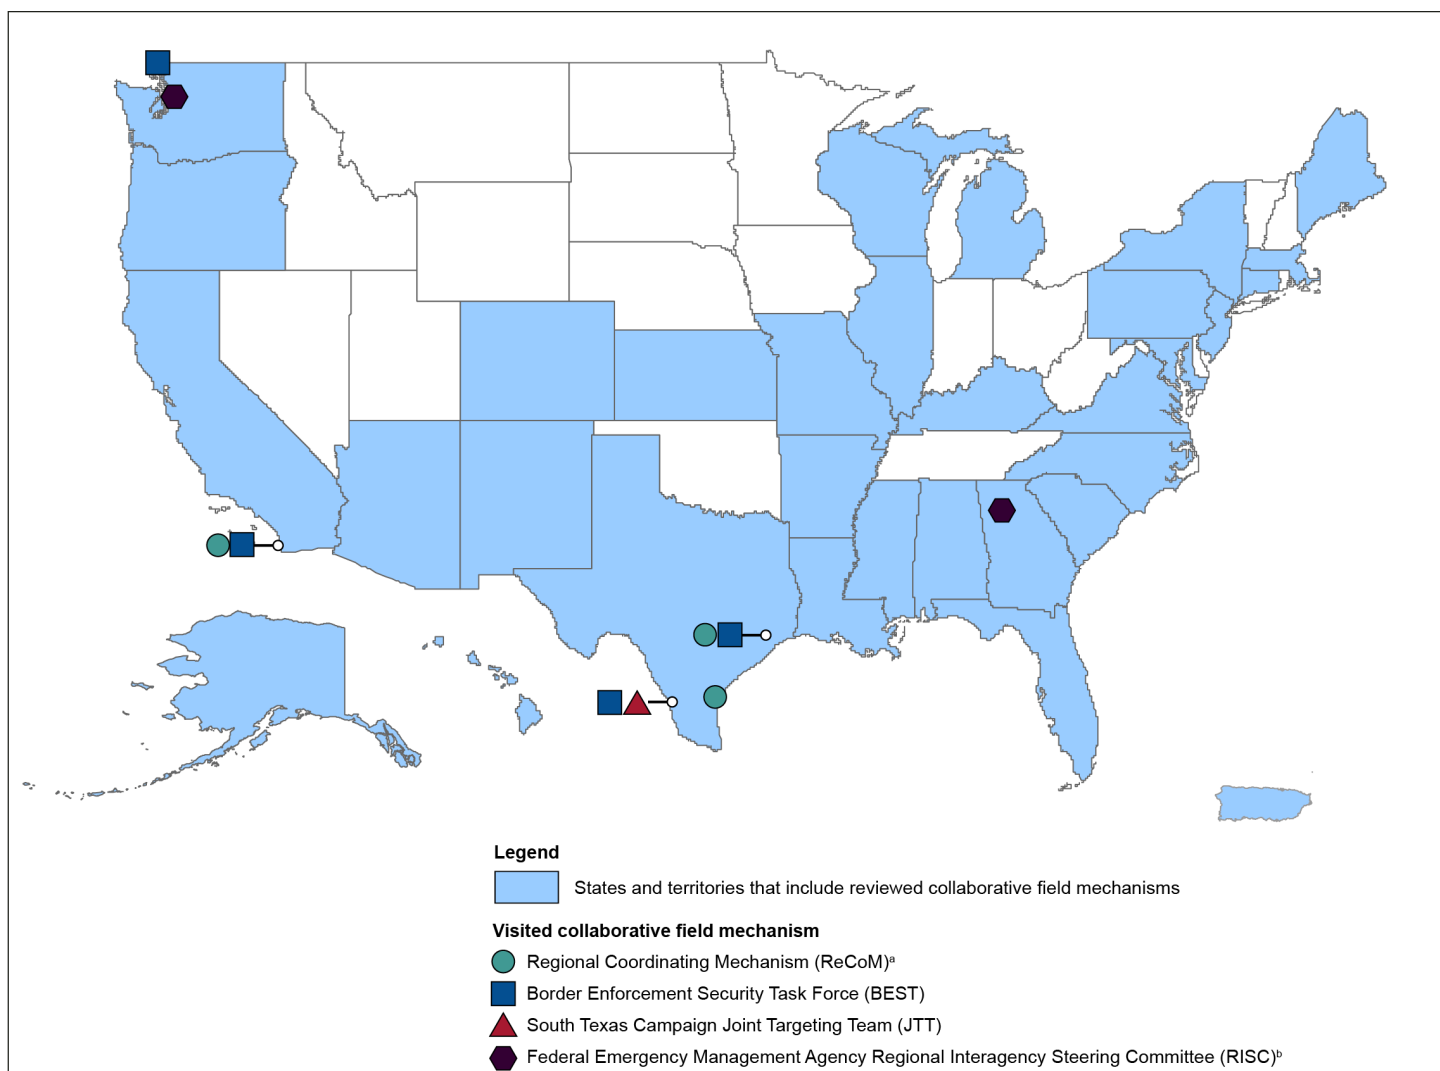 Legend
States and territories that include reviewed collaborative field mechanisms
Visited collaborative field mechanism
Regional Coordinating Mechanism (ReCoM)ᵃ
Border Enforcement Security Task Force (BEST)
South Texas Campaign Joint Targeting Team (JTT)
Federal Emergency Management Agency Regional Interagency Steering Committee (RISC)ᵇ